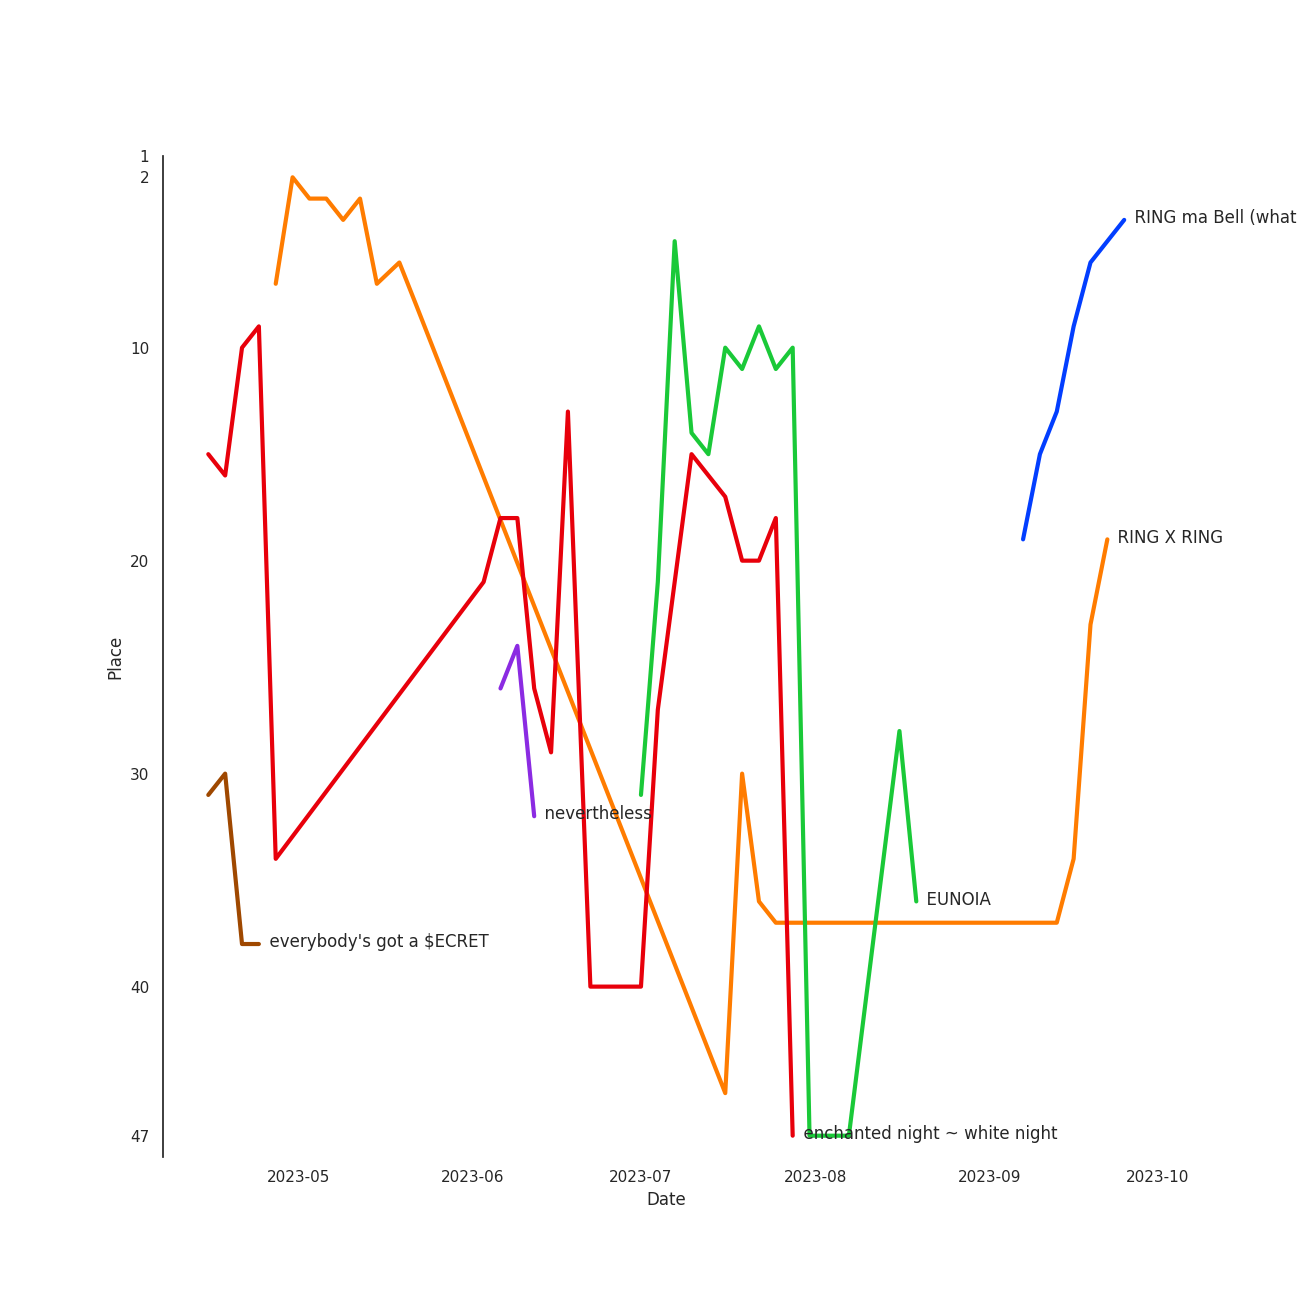 1
2
RING ma Bell (what
10
RING X RING
20
Place
30
nevertheless
EUNOIA
everybody's got a $ECRET
40
47
enchanted night ~ white night
2023-05
2023-06
2023-07
2023-08
2023-09
2023-10
Date